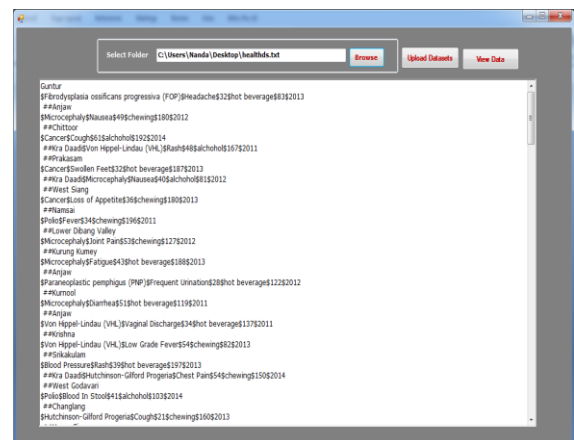 Select Folder C:\Users\Nanda\Desktop\healthds.txt Browse Upload Datasets View Data
Guntur
$Fibrodysplasia ossificans progressiva (FOP)$Headache$32$hot beverage$83$2013
##Anjaw
$Microcephaly$Nausea$49$chewing$180$2012
##Chittoor
$Cancer$Cough$61$alchohol$192$2014
##Kra Daadi$Von Hippel-Lindau (VHL)$Rash$48$alchohol$167$2011
##Prakasam
$Cancer$Swollen Feet$32$hot beverage$187$2013
##Kra Daadi$Microcephaly$Nausea$40$alchohol$81$2012
##West Siang
$Cancer$Loss of Appetite$36$chewing$180$2013
##Namsai
$Polio$Fever$34$chewing$196$2011
##Lower Dibang Valley
$Microcephaly$Joint Pain$53$chewing$127$2012
##Kurung Kumey
$Microcephaly$Fatigue$43$hot beverage$188$2013
##Anjaw
$Paraneoplastic pemphigus (PNP)$Frequent Urination$28$hot beverage$122$2012
##Kurnool
$Microcephaly$Diarrhea$51$hot beverage$119$2011
##Anjaw
$Von Hippel-Lindau (VHL)$Vaginal Discharge$34$hot beverage$137$2011
##Krishna
$Von Hippel-Lindau (VHL)$Low Grade Fever$54$chewing$82$2013
##Srikakulam
$Blood Pressure$Rash$39$hot beverage$197$2013
##Kra Daadi$Hutchinson-Gilford Progeria$Chest Pain$54$chewing$150$2014
##West Godavari
$Polio$Blood In Stool$41$alchohol$103$2014
##Changlang
$Hutchinson-Gilford Progeria$Cough$21$chewing$160$2013